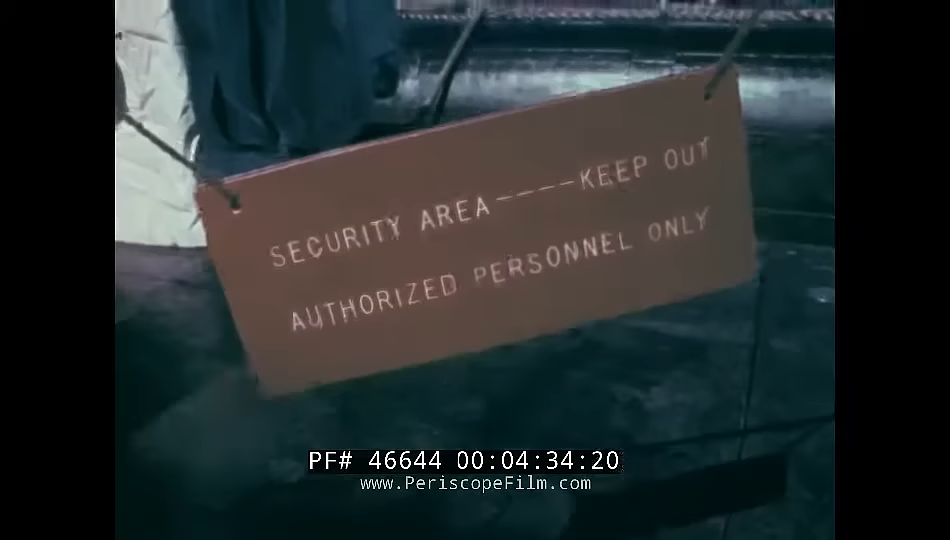 SECURITY AREA----KEEP OUT
AUTHORIZED PERSONNEL ONLY
PF# 46644 00:04:34:20
www.PeriscopeFilm.com